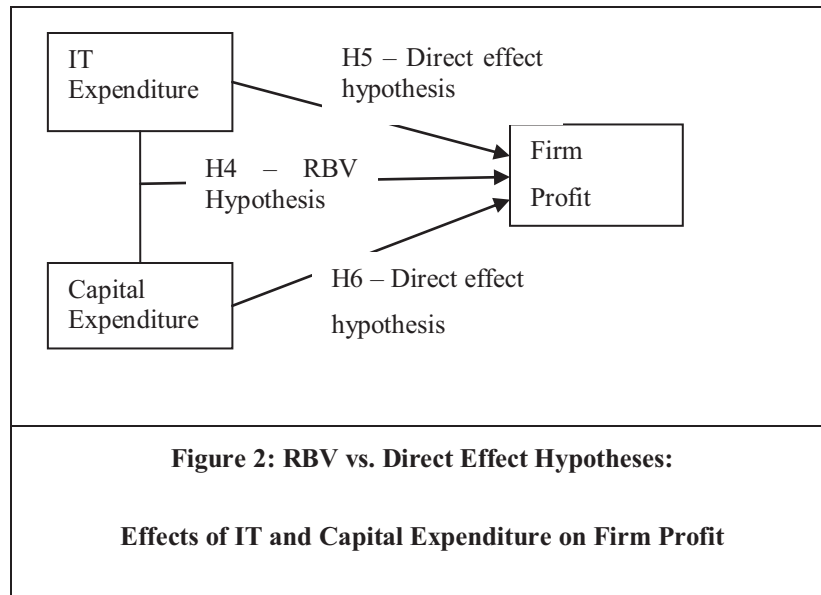 IT
Expenditure
H5 – Direct effect
hypothesis
Firm
Profit
H4 – RBV
Hypothesis
Capital
Expenditure
H6 – Direct effect
hypothesis
Figure 2: RBV vs. Direct Effect Hypotheses:
Effects of IT and Capital Expenditure on Firm Profit